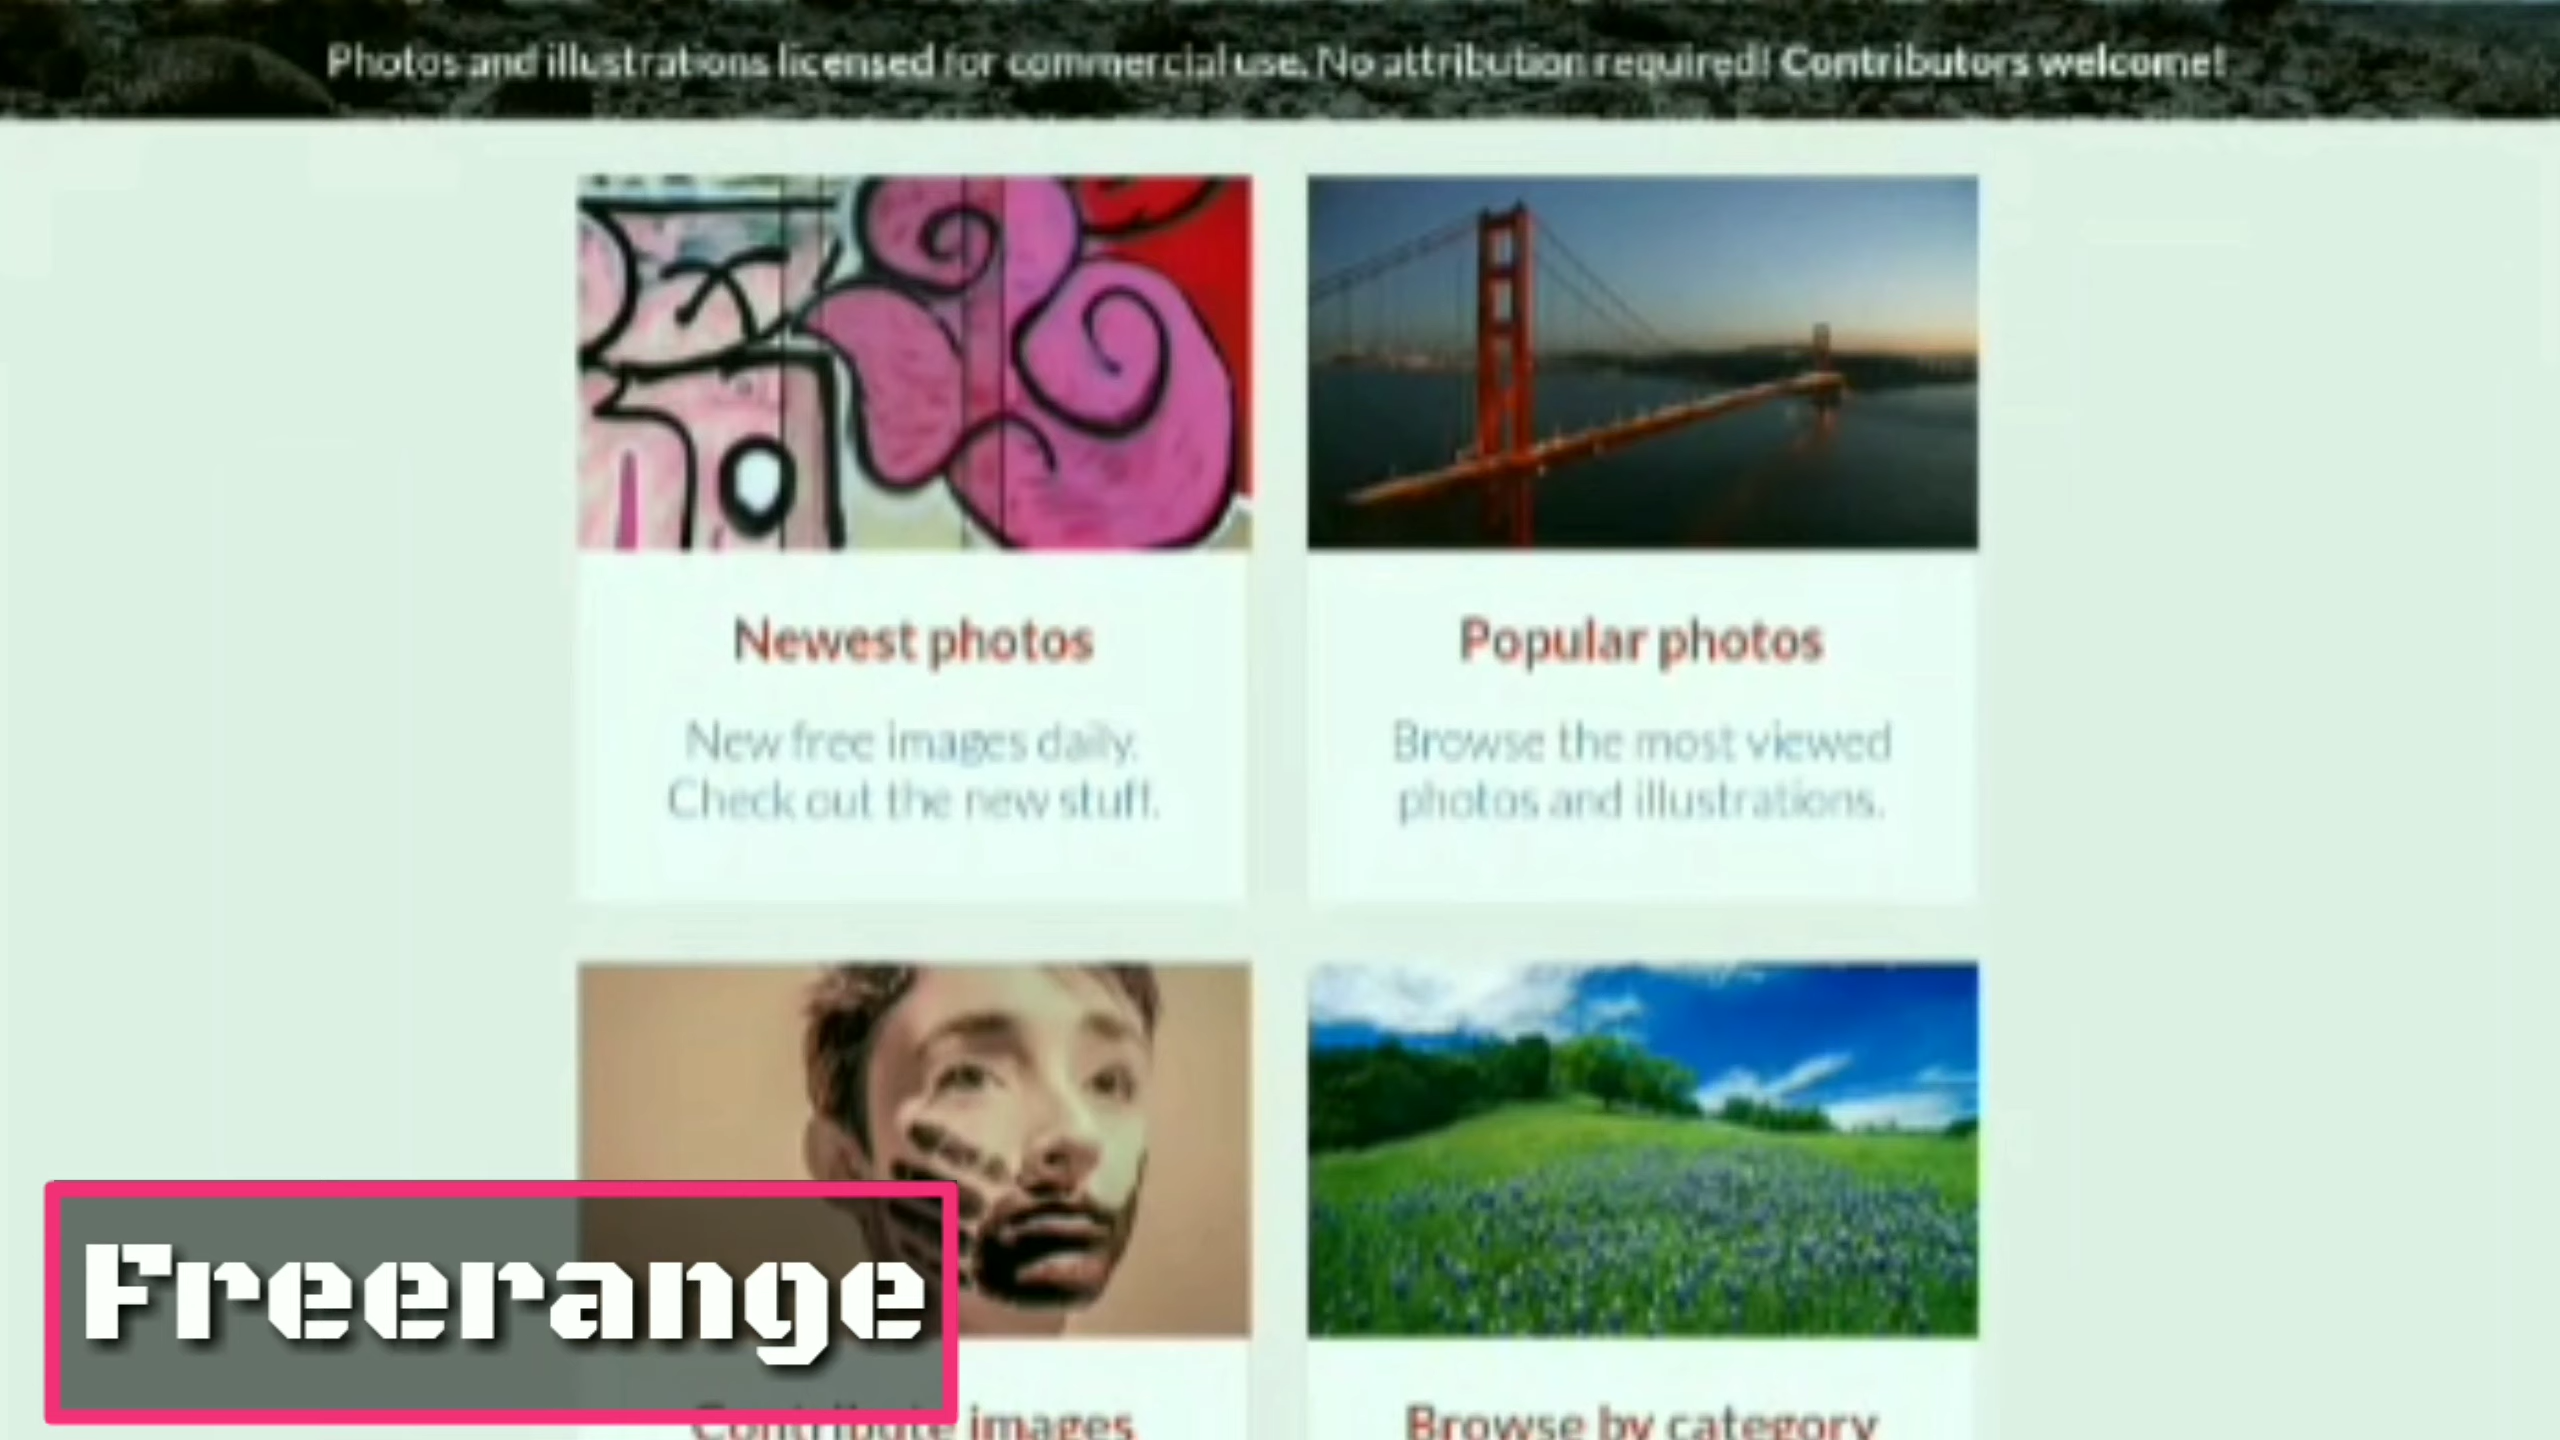 Photos and illustrations licensed for commercial use. No attribution required! Contributors welcome!
Newest photos
New free images daily.
Check out the new stuff.
Popular photos
Browse the most viewed
photos and illustrations.
Contribute images
Browse by category
Freerange